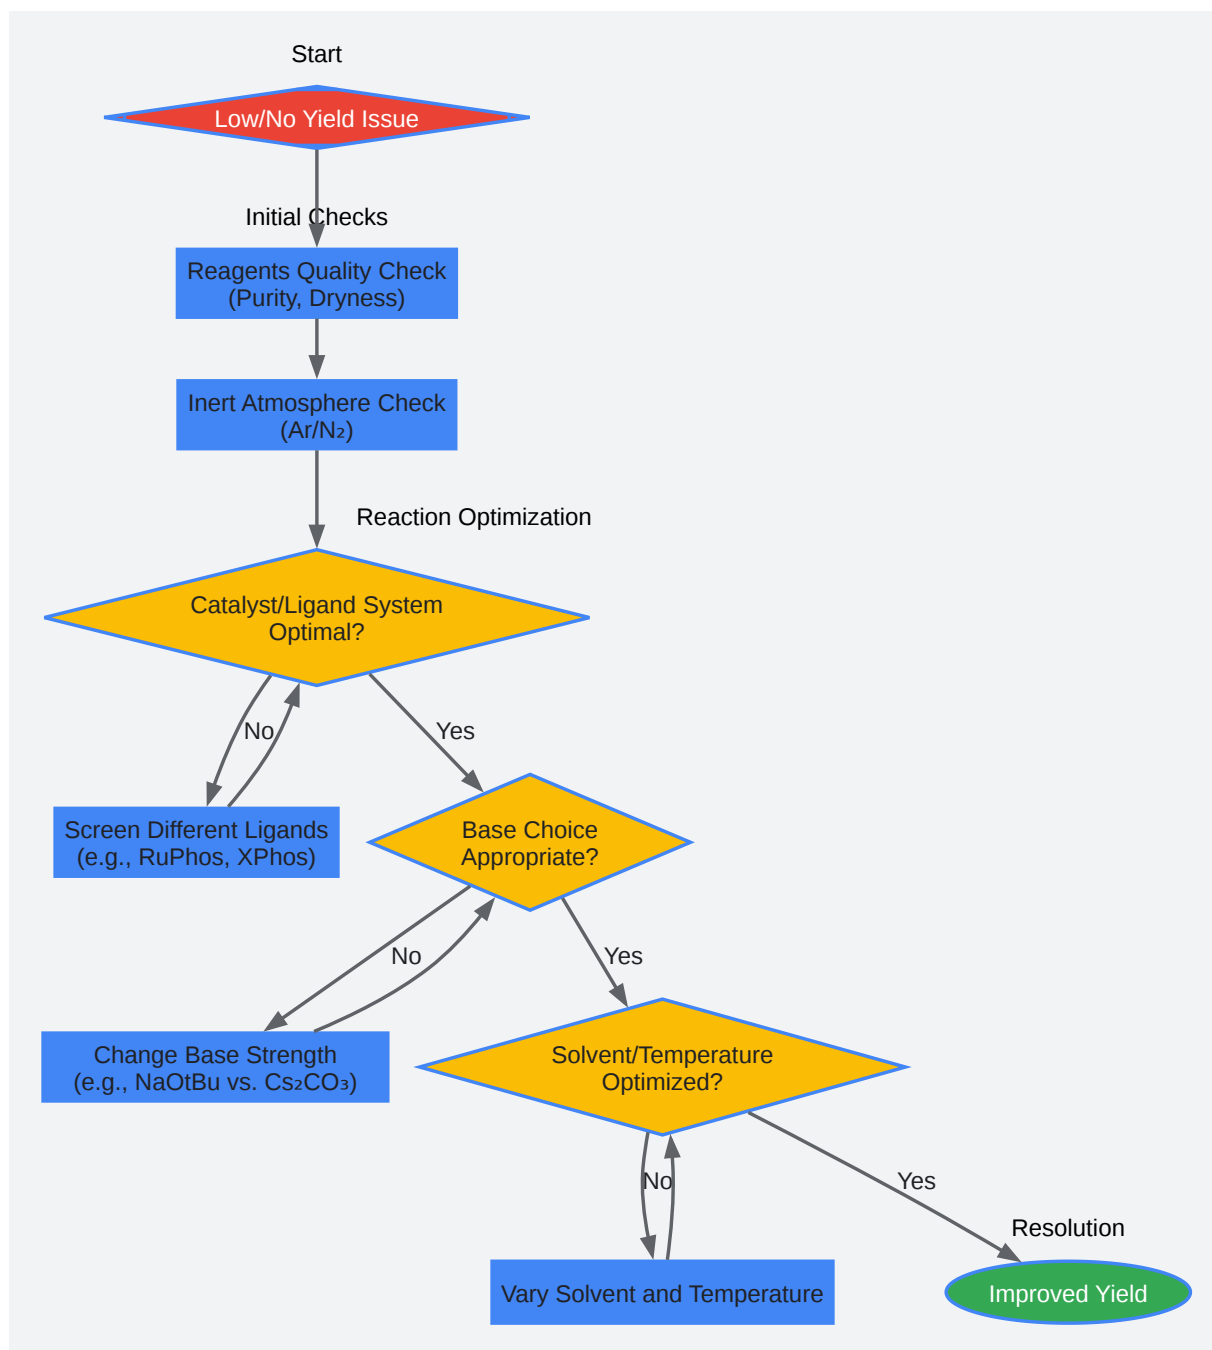 Start
Low/No Yield Issue
Initial Checks
Reagents Quality Check
(Purity, Dryness)
Inert Atmosphere Check
(Ar/N₂)
Reaction Optimization
Catalyst/Ligand System
Optimal?
No
Yes
Screen Different Ligands
(e.g., RuPhos, XPhos)
Base Choice
Appropriate?
No
Yes
Change Base Strength
(e.g., NaOtBu vs. Cs₂CO₃)
Solvent/Temperature
Optimized?
No
Yes
Resolution
Vary Solvent and Temperature
Improved Yield